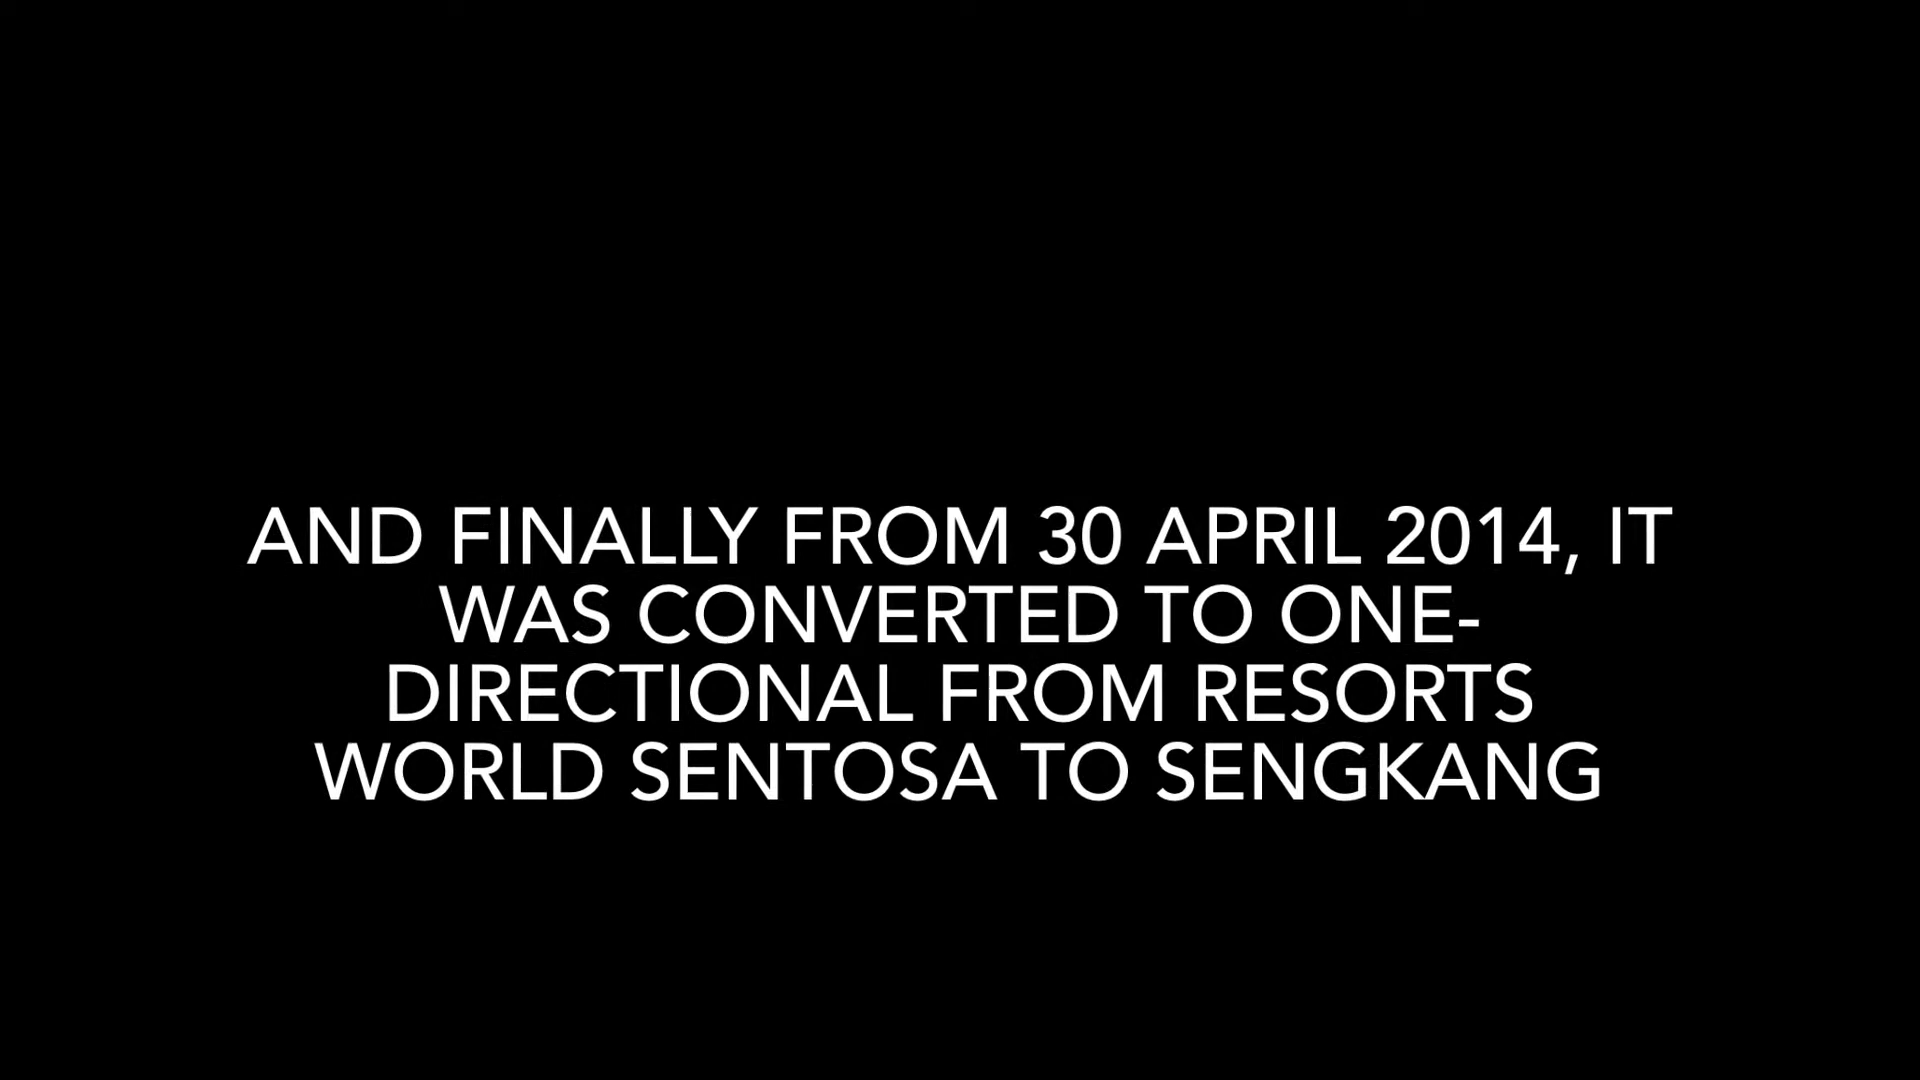 AND FINALLY FROM 30 APRIL 2014, IT
WAS CONVERTED TO ONE-
DIRECTIONAL FROM RESORTS
WORLD SENTOSA TO SENGKANG